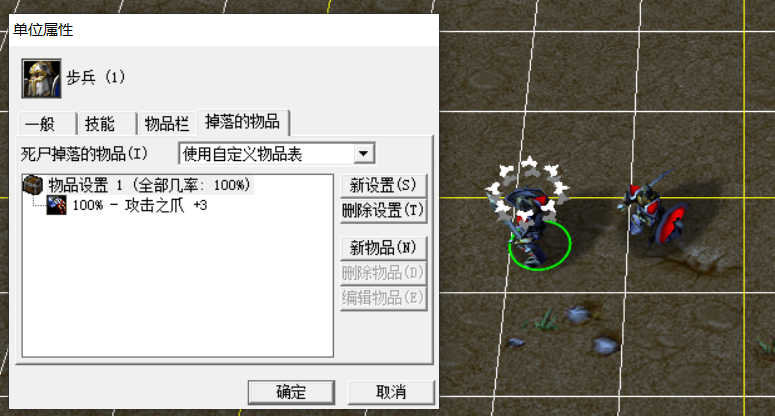 单位属性
步兵 (1)
一般 技能 物品栏 掉落的物品
死尸掉落的物品(I) 使用自定义物品表
物品设置 1 (全部几率: 100%)
100% - 攻击之爪 +3
新设置(S)
删除设置(T)
新物品(N)
删除物品(D)
编辑物品(E)
确定 取消